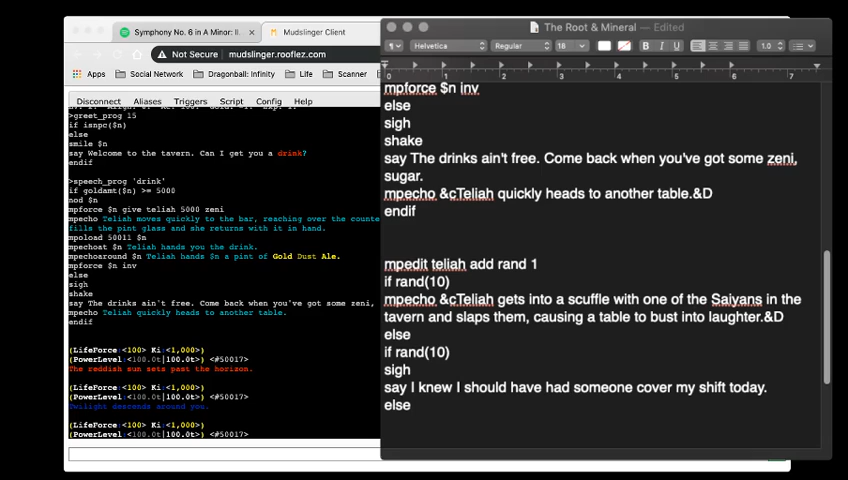 Symphony No. 6 in A Minor: II.
Mudslinger Client
Not Secure
mudslinger.rooflez.com
Apps
Social Network
Dragonball: Infinity
Life
Scanner
Disconnect
Aliases
Triggers
Script
Config
Help
>greet_prog 15
if isnpc($n)
else
smile $n
say Welcome to the tavern. Can I get you a drink?
endif
>speech_prog 'drink'
if goldamt($n) >= 5000
nod $n
mpforce $n give teliah 5000 zeni
mpecho Teliah moves quickly to the bar, reaching over the counte
fills the pint glass and she returns with it in hand.
mpoload 50011 $n
mpechoat $n Teliah hands you the drink.
mpechoaround $n Teliah hands $n a pint of Gold Dust Ale.
mpforce $n inv
else
sigh
shake
say The drinks ain't free. Come back when you've got some zeni,
mpecho Teliah quickly heads to another table.
endif
(LifeForce:<100> Ki:<1,000>)
(PowerLevel:<100.0t|100.0t>) <#50017>
The reddish sun sets past the horizon.
(LifeForce:<100> Ki:<1,000>)
(PowerLevel:<100.0t|100.0t>) <#50017>
Twilight descends around you.
(LifeForce:<100> Ki:<1,000>)
(PowerLevel:<100.0t|100.0t>) <#50017>
The Root & Mineral — Edited
Helvetica
Regular
18
B I U
1.0
0 1 2 3 4 5 6 7
mpforce $n inv
else
sigh
shake
say The drinks ain't free. Come back when you've got some zeni,
sugar.
mpecho &cTeliah quickly heads to another table.&D
endif
mpedit teliah add rand 1
if rand(10)
mpecho &cTeliah gets into a scuffle with one of the Saiyans in the
tavern and slaps them, causing a table to bust into laughter.&D
else
if rand(10)
sigh
say I knew I should have had someone cover my shift today.
else